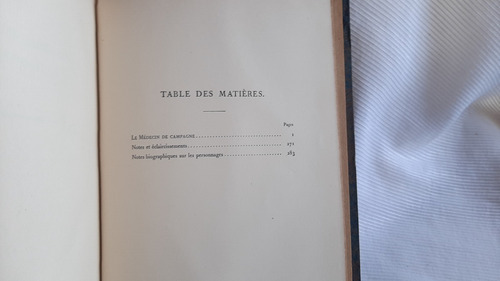 TABLE DES MATIÈRES.
Pages
LE MÉDECIN DE CAMPAGNE 1
Notes et éclaircissements 271
Notes biographiques sur les personnages 283